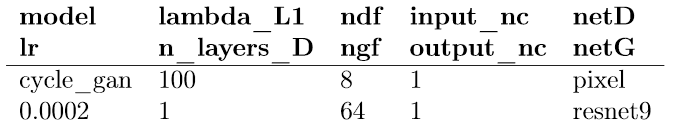 model lambda_L1 ndf input_nc netD
lr n_layers_D ngf output_nc netG
cycle_gan 100 8 1 pixel
0.0002 1 64 1 resnet9